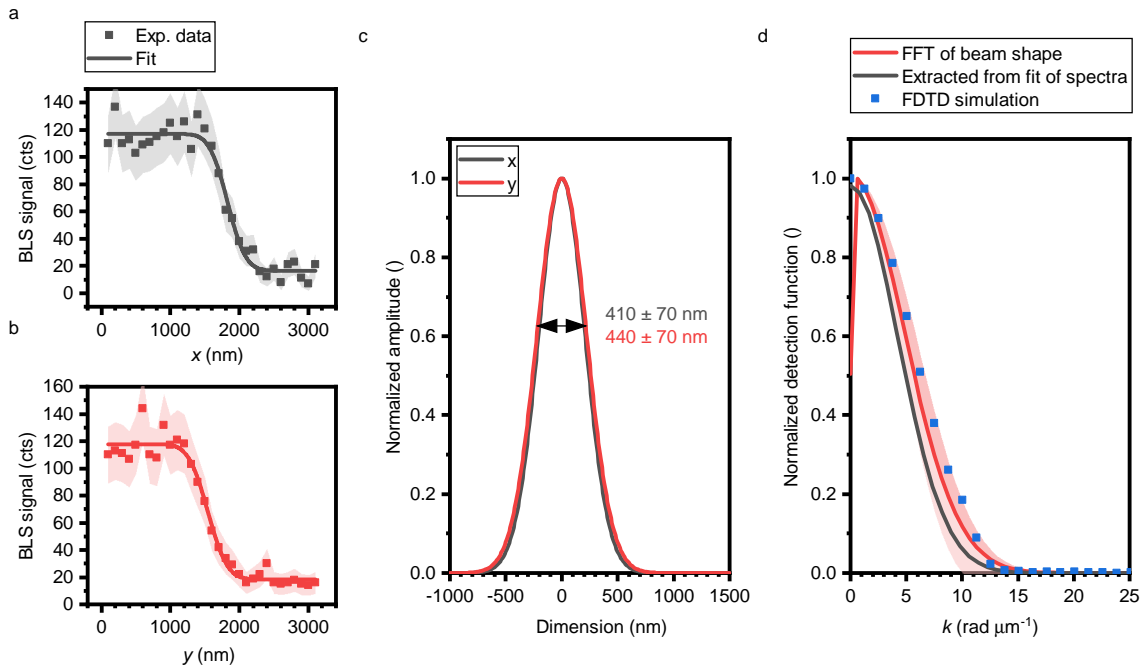 a
Exp. data
Fit
140
120
100
80
60
40
20
0
BLS signal (cts)
0 1000 2000 3000
x (nm)
b
160
140
120
100
80
60
40
20
0
BLS signal (cts)
0 1000 2000 3000
y (nm)
c
x
y
1.0
0.8
0.6
0.4
0.2
0.0
Normalized amplitude ()
410 ± 70 nm
440 ± 70 nm
-1000 -500 0 500 1000 1500
Dimension (nm)
d
FFT of beam shape
Extracted from fit of spectra
FDTD simulation
1.0
0.8
0.6
0.4
0.2
0.0
Normalized detection function ()
0 5 10 15 20 25
k (rad μm⁻¹)